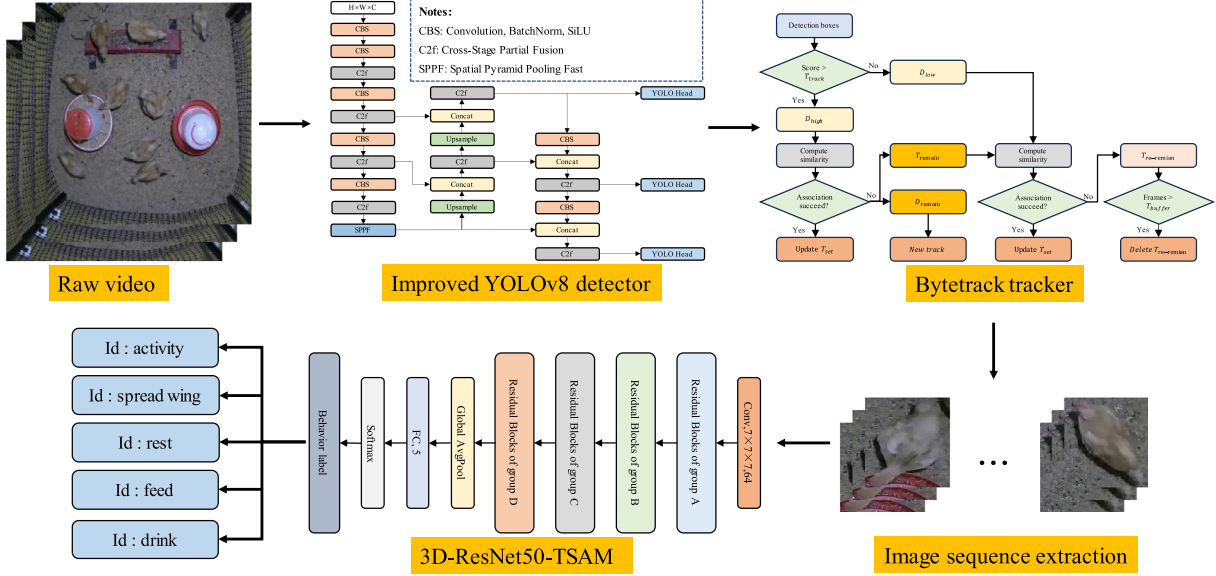 H×W×C
CBS
CBS
C2f
CBS
C2f
CBS
C2f
CBS
C2f
SPPF
Notes:
CBS: Convolution, BatchNorm, SiLU
C2f: Cross-Stage Partial Fusion
SPPF: Spatial Pyramid Pooling Fast
C2f
Concat
Upsample
C2f
Concat
Upsample
CBS
Concat
C2f
CBS
Concat
C2f
YOLO Head
YOLO Head
YOLO Head
Detection boxes
Score >
T_track
No
D_low
Yes
D_high
Compute
similarity
T_remain
Compute
similarity
T_re-remian
Association
succeed?
No
D_remain
Association
succeed?
No
Frames >
T_buffer
Yes
Yes
Yes
Update T_set
New track
Update T_set
Delete T_re-remian
Raw video
Improved YOLOv8 detector
Bytetrack tracker
Id : activity
Id : spread wing
Id : rest
Id : feed
Id : drink
Behavior label
Softmax
FC, 5
Global AvgPool
Residual Blocks of group D
Residual Blocks of group C
Residual Blocks of group B
Residual Blocks of group A
Conv,7×7×7,64
...
3D-ResNet50-TSAM
Image sequence extraction